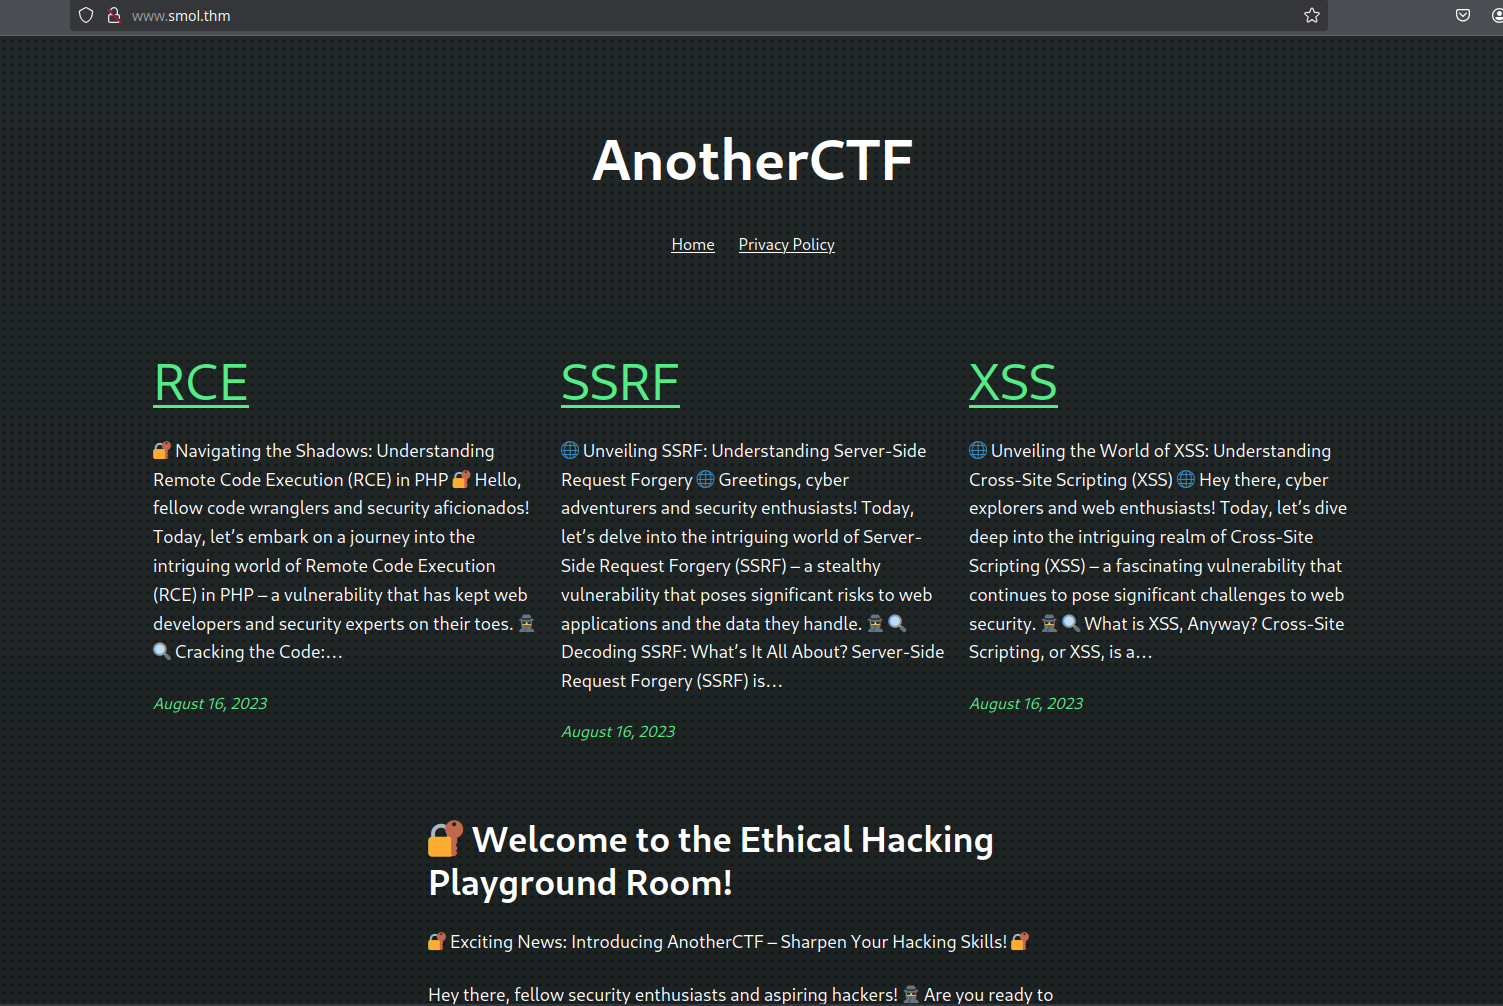 www.smol.thm
AnotherCTF
Home Privacy Policy
RCE
🔐 Navigating the Shadows: Understanding
Remote Code Execution (RCE) in PHP 🔐 Hello,
fellow code wranglers and security aficionados!
Today, let’s embark on a journey into the
intriguing world of Remote Code Execution
(RCE) in PHP – a vulnerability that has kept web
developers and security experts on their toes. 🕵️
🔍 Cracking the Code:…
August 16, 2023
SSRF
🌐 Unveiling SSRF: Understanding Server-Side
Request Forgery 🌐 Greetings, cyber
adventurers and security enthusiasts! Today,
let’s delve into the intriguing world of Server-
Side Request Forgery (SSRF) – a stealthy
vulnerability that poses significant risks to web
applications and the data they handle. 🕵️ 🔍
Decoding SSRF: What’s It All About? Server-Side
Request Forgery (SSRF) is…
August 16, 2023
XSS
🌐 Unveiling the World of XSS: Understanding
Cross-Site Scripting (XSS) 🌐 Hey there, cyber
explorers and web enthusiasts! Today, let’s dive
deep into the intriguing realm of Cross-Site
Scripting (XSS) – a fascinating vulnerability that
continues to pose significant challenges to web
security. 🕵️ 🔍 What is XSS, Anyway? Cross-Site
Scripting, or XSS, is a…
August 16, 2023
🔐 Welcome to the Ethical Hacking
Playground Room!
🔐 Exciting News: Introducing AnotherCTF – Sharpen Your Hacking Skills! 🔐
Hey there, fellow security enthusiasts and aspiring hackers! 🕵️ Are you ready to